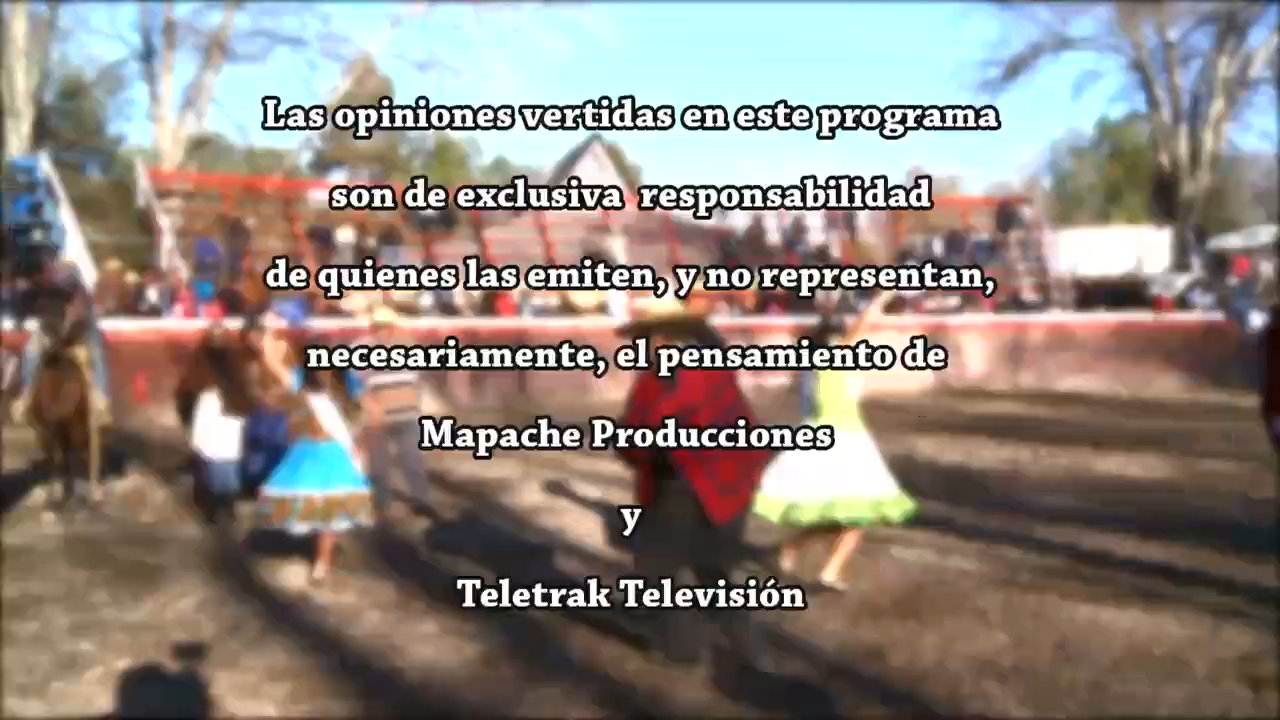 Las opiniones vertidas en este programa
son de exclusiva responsabilidad
de quienes las emiten, y no representan,
necesariamente, el pensamiento de
Mapache Producciones
y
Teletrak Televisión